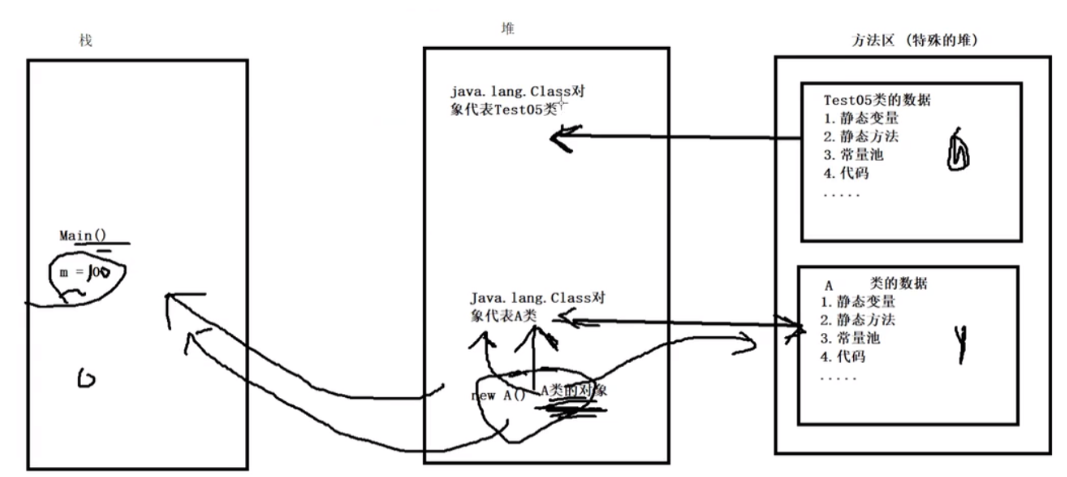 栈
堆
方法区 (特殊的堆)
java.lang.Class对
象代表Test05类
Test05类的数据
1. 静态变量
2. 静态方法
3. 常量池
4. 代码
.....
Main()
m = 100
Java.lang.Class对
象代表A类
new A() A类的对象
A 类的数据
1. 静态变量
2. 静态方法
3. 常量池
4. 代码
.....